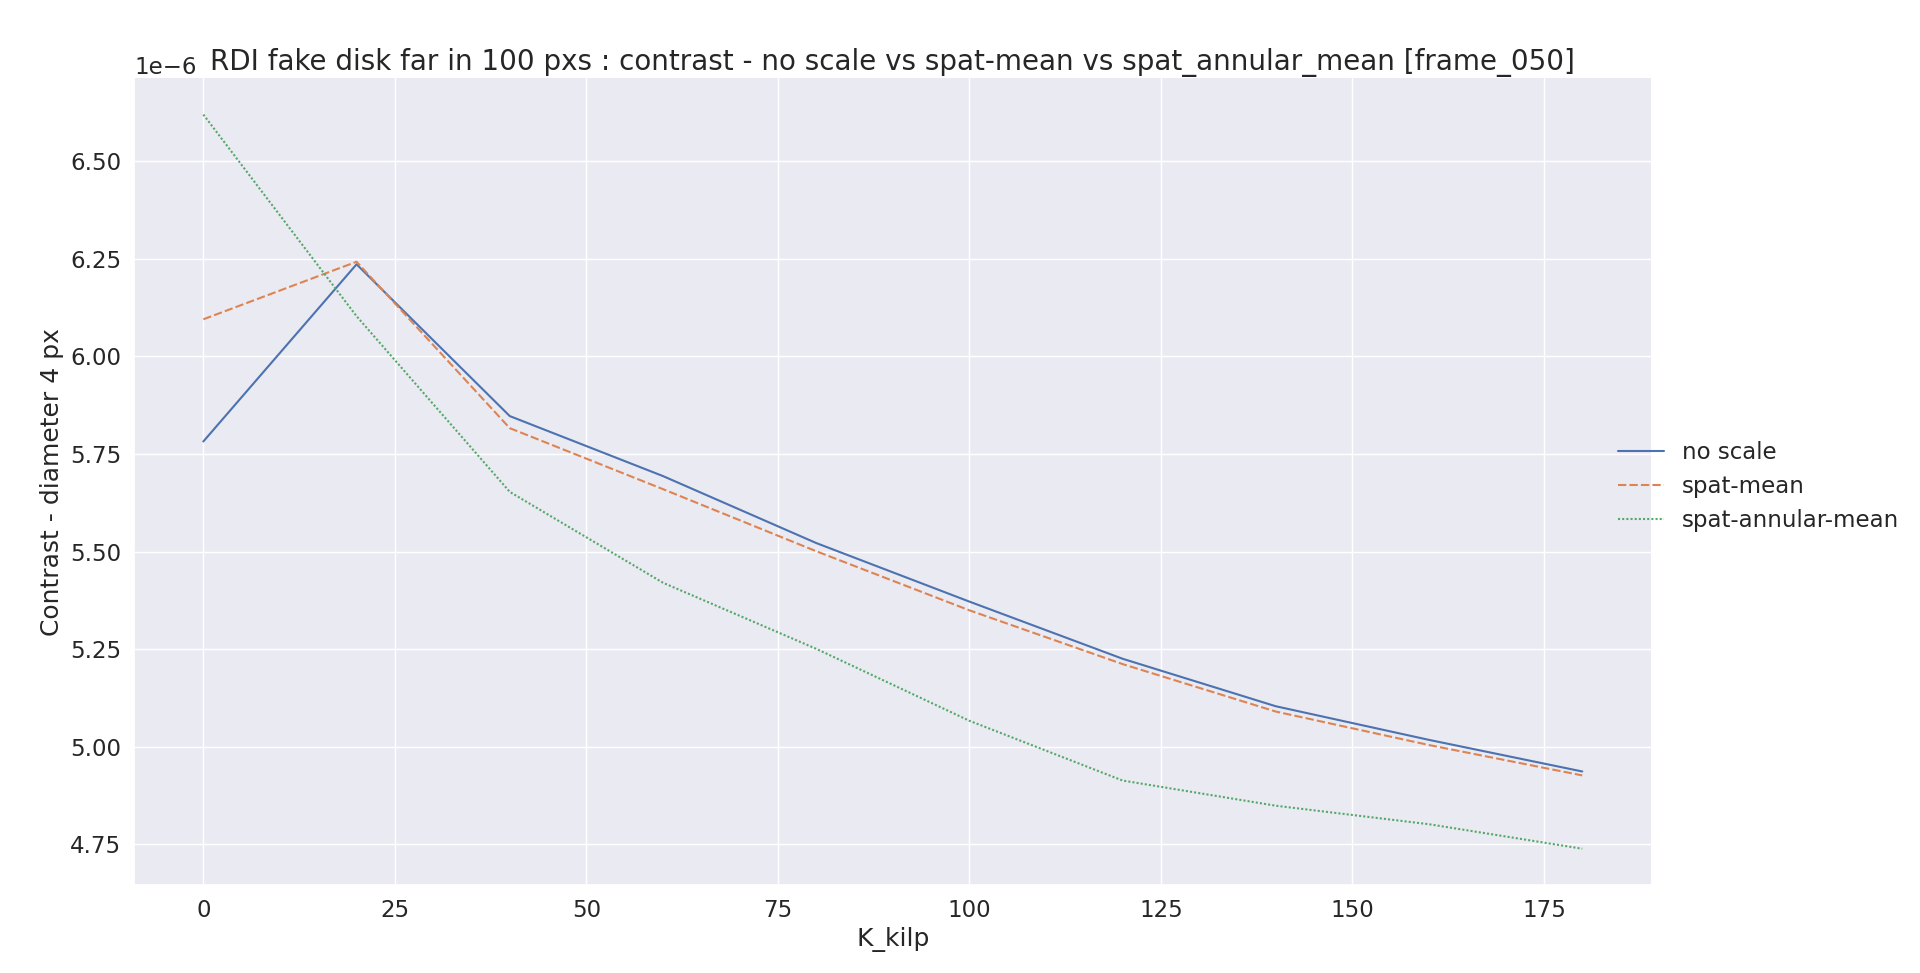 RDI fake disk far in 100 pxs : contrast - no scale vs spat-mean vs spat_annular_mean [frame_050]
1e−6
6.50
6.25
6.00
5.75
5.50
5.25
5.00
4.75
Contrast - diameter 4 px
0 25 50 75 100 125 150 175
K_kilp
no scale
spat-mean
spat-annular-mean